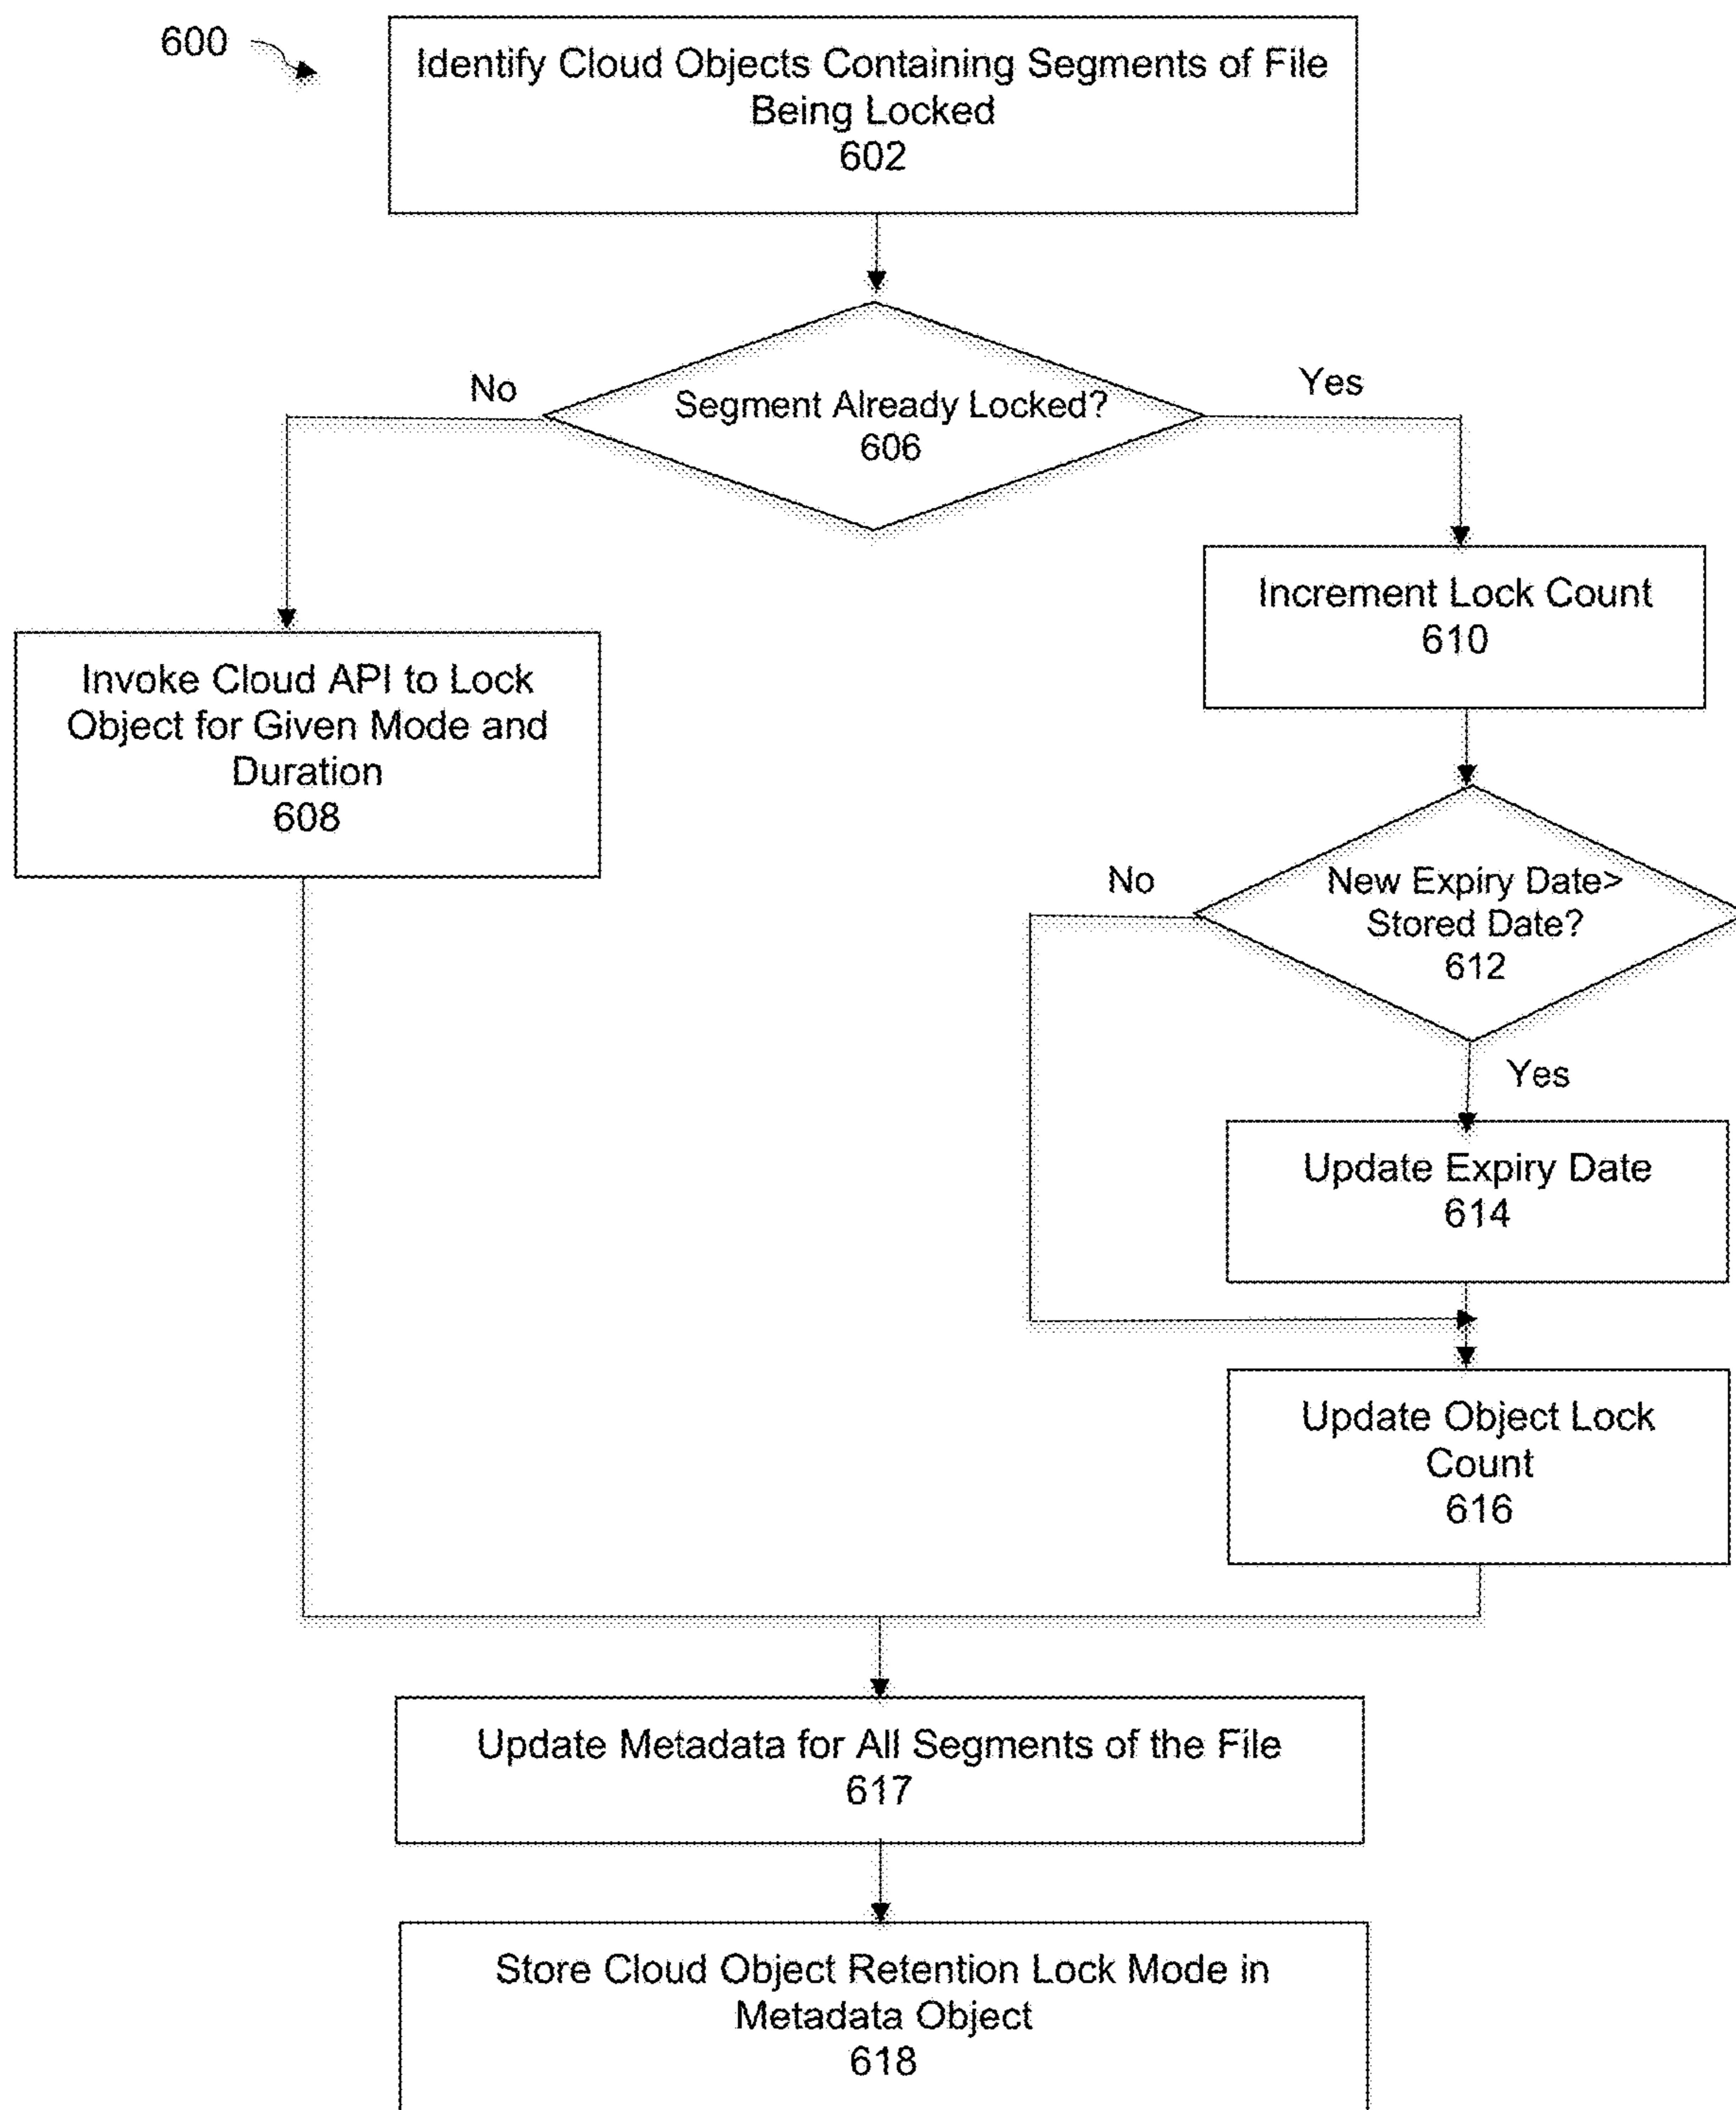 600
Identify Cloud Objects Containing Segments of File
Being Locked
602
No
Yes
Segment Already Locked?
606
Increment Lock Count
610
Invoke Cloud API to Lock
Object for Given Mode and
Duration
608
No
New Expiry Date>
Stored Date?
612
Yes
Update Expiry Date
614
Update Object Lock
Count
616
Update Metadata for All Segments of the File
617
Store Cloud Object Retention Lock Mode in
Metadata Object
618